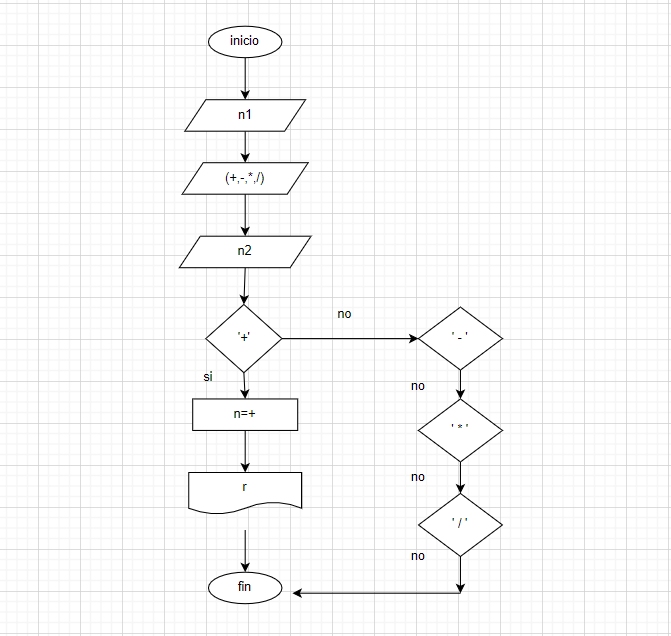 inicio
n1
(+,-,*,/)
n2
'+'
no
' - '
si
no
n=+
' * '
r
no
' / '
no
fin